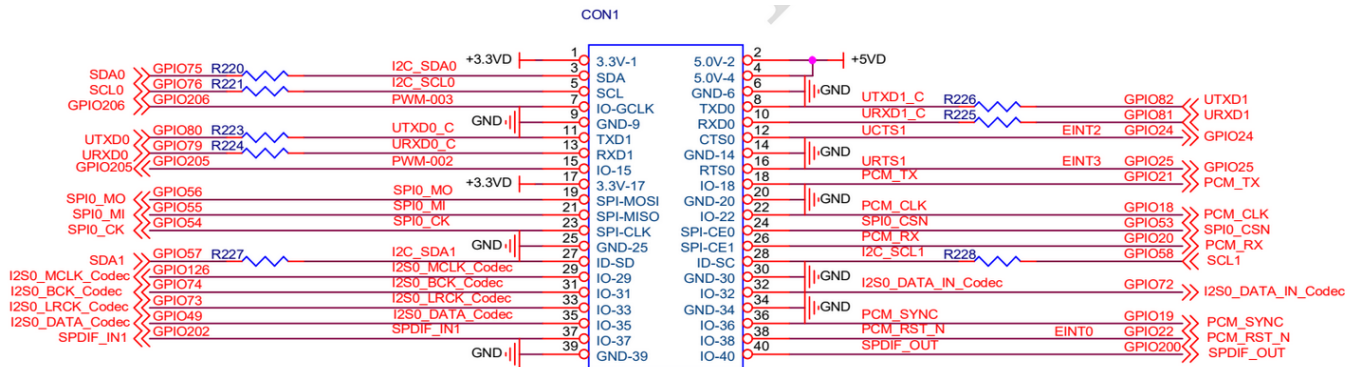 CON1
+3.3VD 1 3.3V-1 5.0V-2 2 +5VD
SDA0 GPIO75 R220 I2C_SDA0 3 SDA 5.0V-4 4
SCL0 GPIO76 R221 I2C_SCL0 5 SCL GND-6 6 GND
GPIO206 GPIO206 PWM-003 7 IO-GCLK TXD0 8 UTXD1_C R226 GPIO82 UTXD1
GND 9 GND-9 RXD0 10 URXD1_C R225 GPIO81 URXD1
UTXD0 GPIO80 R223 UTXD0_C 11 TXD1 CTS0 12 UCTS1 EINT2 GPIO24 GPIO24
URXD0 GPIO79 R224 URXD0_C 13 RXD1 GND-14 14 GND
GPIO205 GPIO205 PWM-002 15 IO-15 RTS0 16 URTS1 EINT3 GPIO25 GPIO25
+3.3VD 17 3.3V-17 IO-18 18 PCM_TX GPIO21 PCM_TX
SPI0_MO GPIO56 SPI0_MO 19 SPI-MOSI GND-20 20 GND
SPI0_MI GPIO55 SPI0_MI 21 SPI-MISO IO-22 22 PCM_CLK GPIO18 PCM_CLK
SPI0_CK GPIO54 SPI0_CK 23 SPI-CLK SPI-CE0 24 SPI0_CSN GPIO53 SPI0_CSN
GND 25 GND-25 SPI-CE1 26 PCM_RX GPIO20 PCM_RX
SDA1 GPIO57 R227 I2C_SDA1 27 ID-SD ID-SC 28 I2C_SCL1 R228 GPIO58 SCL1
I2S0_MCLK_Codec GPIO126 I2S0_MCLK_Codec 29 IO-29 GND-30 30 GND
I2S0_BCK_Codec GPIO74 I2S0_BCK_Codec 31 IO-31 IO-32 32 I2S0_DATA_IN_Codec GPIO72 I2S0_DATA_IN_Codec
I2S0_LRCK_Codec GPIO73 I2S0_LRCK_Codec 33 IO-33 GND-34 34 GND
I2S0_DATA_Codec GPIO49 I2S0_DATA_Codec 35 IO-35 IO-36 36 PCM_SYNC GPIO19 PCM_SYNC
SPDIF_IN1 GPIO202 SPDIF_IN1 37 IO-37 IO-38 38 PCM_RST_N EINT0 GPIO22 PCM_RST_N
GND 39 GND-39 IO-40 40 SPDIF_OUT GPIO200 SPDIF_OUT